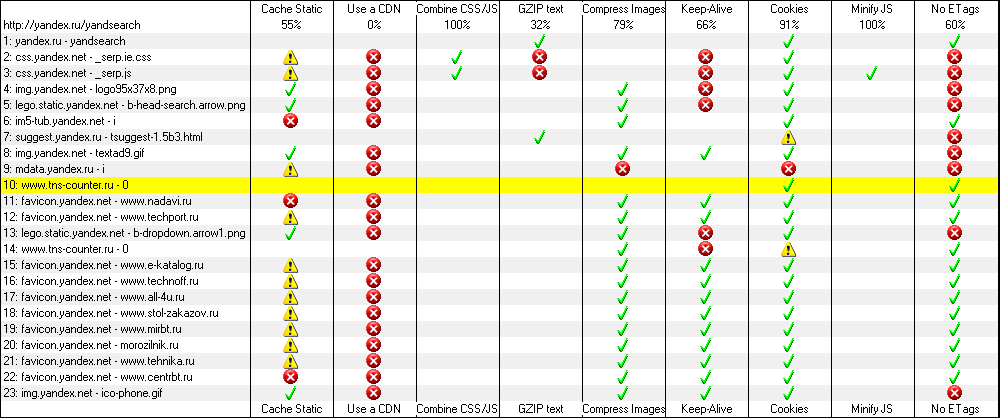 Cache Static Use a CDN Combine CSS/JS GZIP text Compress Images Keep-Alive Cookies Minify JS No ETags
http://yandex.ru/yandsearch 55% 0% 100% 32% 79% 66% 91% 100% 60%
1: yandex.ru - yandsearch
2: css.yandex.net - _serp.ie.css
3: css.yandex.net - _serp.js
4: img.yandex.net - logo95x37x8.png
5: lego.static.yandex.net - b-head-search.arrow.png
6: im5-tub.yandex.net - i
7: suggest.yandex.ru - tsuggest-1.5b3.html
8: img.yandex.net - textad9.gif
9: mdata.yandex.ru - i
10: www.tns-counter.ru - 0
11: favicon.yandex.net - www.nadavi.ru
12: favicon.yandex.net - www.techport.ru
13: lego.static.yandex.net - b-dropdown.arrow1.png
14: www.tns-counter.ru - 0
15: favicon.yandex.net - www.e-katalog.ru
16: favicon.yandex.net - www.technoff.ru
17: favicon.yandex.net - www.all-4u.ru
18: favicon.yandex.net - www.stol-zakazov.ru
19: favicon.yandex.net - www.mirbt.ru
20: favicon.yandex.net - morozilnik.ru
21: favicon.yandex.net - www.tehnika.ru
22: favicon.yandex.net - www.centrbt.ru
23: img.yandex.net - ico-phone.gif
Cache Static Use a CDN Combine CSS/JS GZIP text Compress Images Keep-Alive Cookies Minify JS No ETags